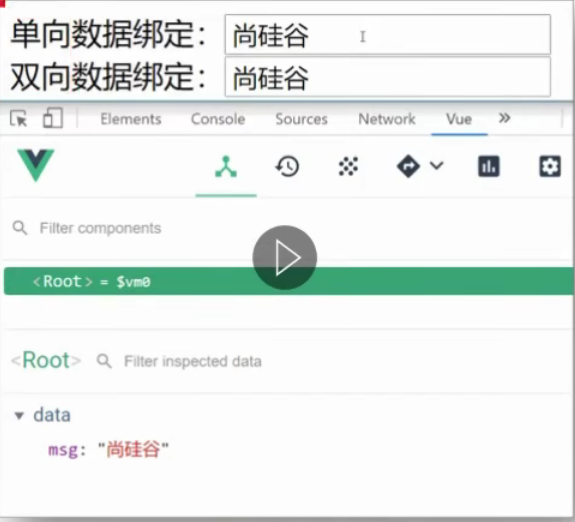 单向数据绑定： 尚硅谷
双向数据绑定： 尚硅谷
Elements Console Sources Network Vue »
Filter components
<Root> = $vm0
<Root> Filter inspected data
▼ data
msg: "尚硅谷"